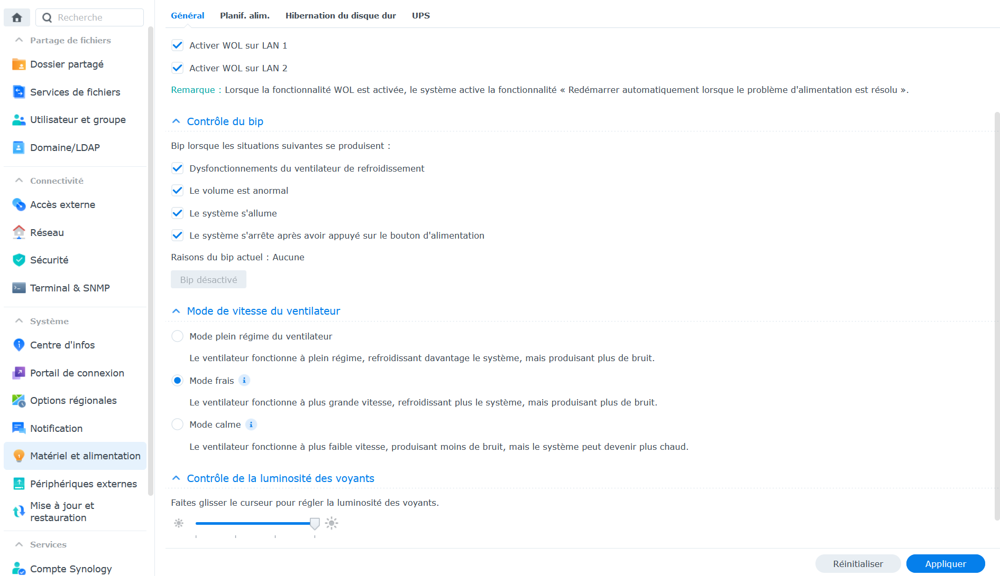 Recherche
Partage de fichiers
Dossier partagé
Services de fichiers
Utilisateur et groupe
Domaine/LDAP
Connectivité
Accès externe
Réseau
Sécurité
Terminal & SNMP
Système
Centre d'infos
Portail de connexion
Options régionales
Notification
Matériel et alimentation
Périphériques externes
Mise à jour et
restauration
Services
Compte Synology
Général Planif. alim. Hibernation du disque dur UPS
Activer WOL sur LAN 1
Activer WOL sur LAN 2
Remarque : Lorsque la fonctionnalité WOL est activée, le système active la fonctionnalité « Redémarrer automatiquement lorsque le problème d'alimentation est résolu ».
Contrôle du bip
Bip lorsque les situations suivantes se produisent :
Dysfonctionnements du ventilateur de refroidissement
Le volume est anormal
Le système s'allume
Le système s'arrête après avoir appuyé sur le bouton d'alimentation
Raisons du bip actuel : Aucune
Bip désactivé
Mode de vitesse du ventilateur
Mode plein régime du ventilateur
Le ventilateur fonctionne à plein régime, refroidissant davantage le système, mais produisant plus de bruit.
Mode frais
Le ventilateur fonctionne à plus grande vitesse, refroidissant plus le système, mais produisant plus de bruit.
Mode calme
Le ventilateur fonctionne à plus faible vitesse, produisant moins de bruit, mais le système peut devenir plus chaud.
Contrôle de la luminosité des voyants
Faites glisser le curseur pour régler la luminosité des voyants.
Réinitialiser Appliquer